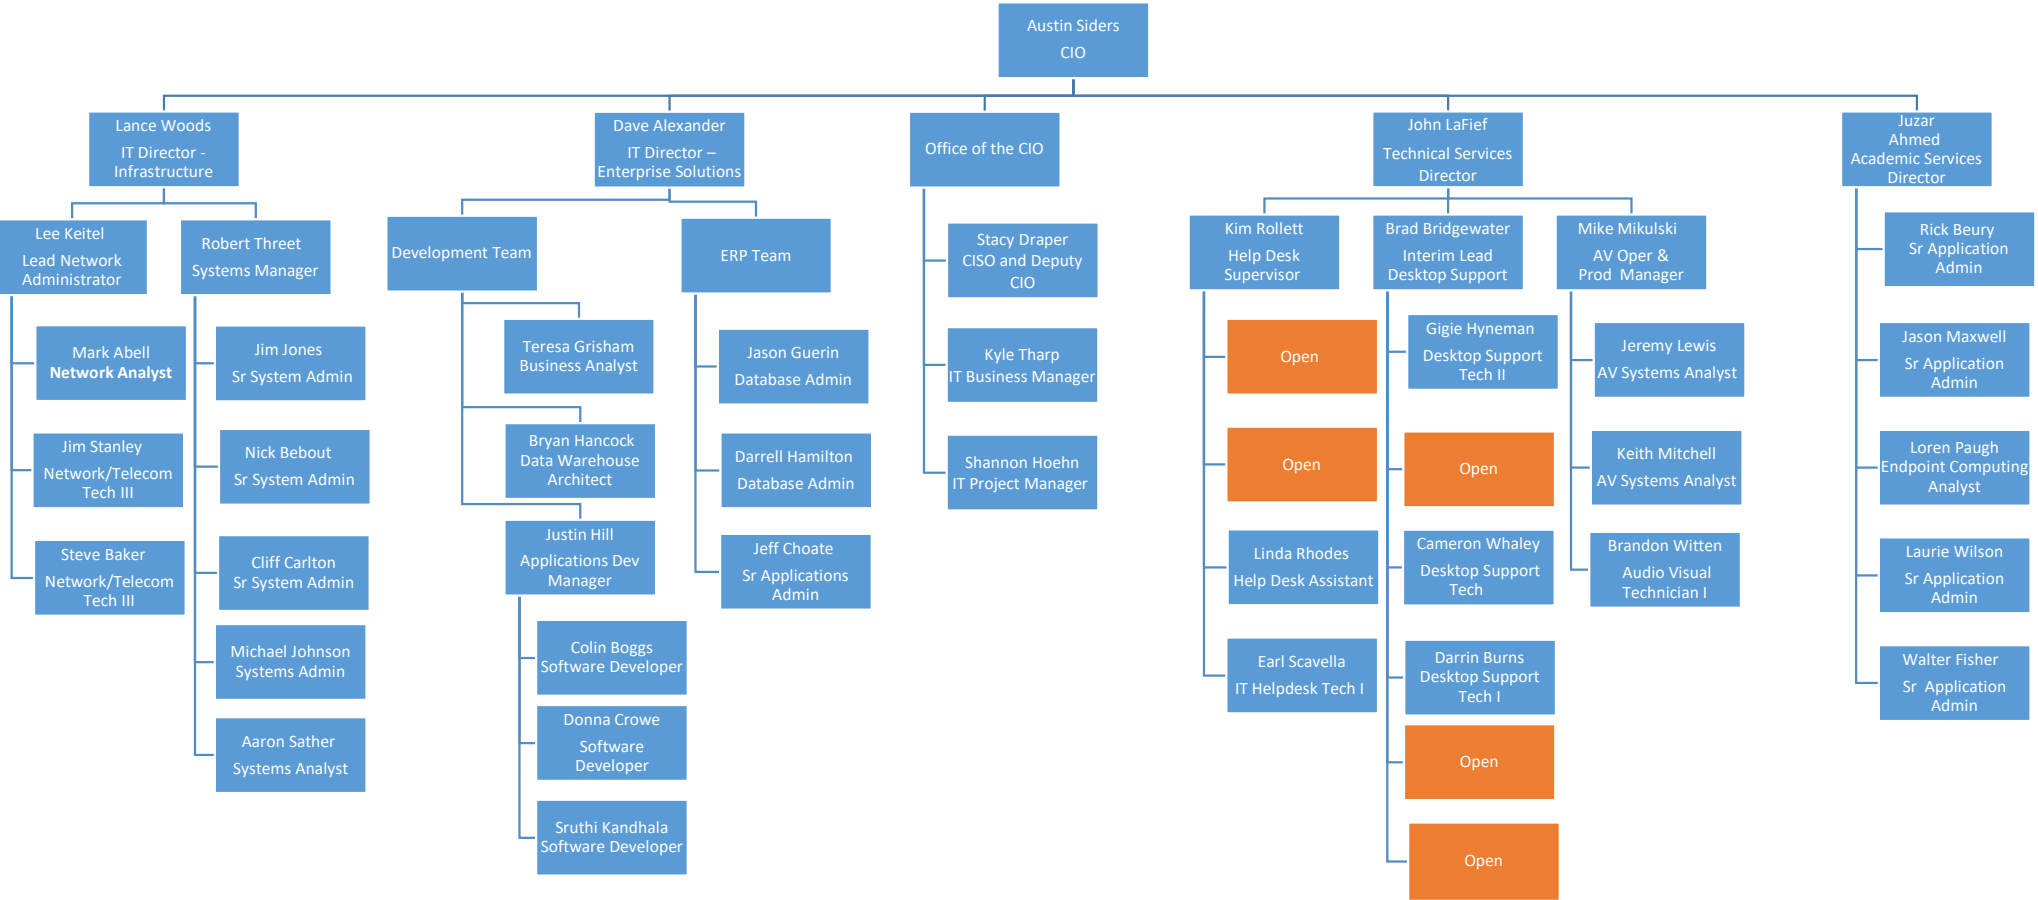 Austin Siders
CIO
Lance Woods
IT Director -
Infrastructure
Dave Alexander
IT Director –
Enterprise Solutions
Office of the CIO
John LaFief
Technical Services
Director
Juzar
Ahmed
Academic Services
Director
Lee Keitel
Lead Network
Administrator
Mark Abell
Network Analyst
Jim Stanley
Network/Telecom
Tech III
Steve Baker
Network/Telecom
Tech III
Robert Threet
Systems Manager
Jim Jones
Sr System Admin
Nick Bebout
Sr System Admin
Cliff Carlton
Sr System Admin
Michael Johnson
Systems Admin
Aaron Sather
Systems Analyst
Development Team
Teresa Grisham
Business Analyst
Bryan Hancock
Data Warehouse
Architect
Justin Hill
Applications Dev
Manager
Colin Boggs
Software Developer
Donna Crowe
Software
Developer
Sruthi Kandhala
Software Developer
ERP Team
Jason Guerin
Database Admin
Darrell Hamilton
Database Admin
Jeff Choate
Sr Applications
Admin
Stacy Draper
CISO and Deputy
CIO
Kyle Tharp
IT Business Manager
Shannon Hoehn
IT Project Manager
Kim Rollett
Help Desk
Supervisor
Open
Open
Linda Rhodes
Help Desk Assistant
Earl Scavella
IT Helpdesk Tech I
Brad Bridgewater
Interim Lead
Desktop Support
Gigie Hyneman
Desktop Support
Tech II
Open
Cameron Whaley
Desktop Support
Tech
Darrin Burns
Desktop Support
Tech I
Open
Open
Mike Mikulski
AV Oper &
Prod Manager
Jeremy Lewis
AV Systems Analyst
Keith Mitchell
AV Systems Analyst
Brandon Witten
Audio Visual
Technician I
Rick Beury
Sr Application
Admin
Jason Maxwell
Sr Application
Admin
Loren Paugh
Endpoint Computing
Analyst
Laurie Wilson
Sr Application
Admin
Walter Fisher
Sr Application
Admin